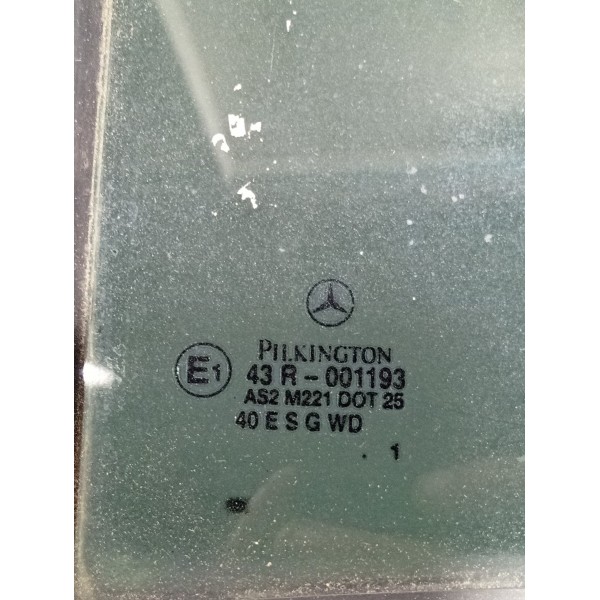 PILKINGTON
E1 43 R - 001193
AS2 M221 DOT 25
40 E S G WD
. 1